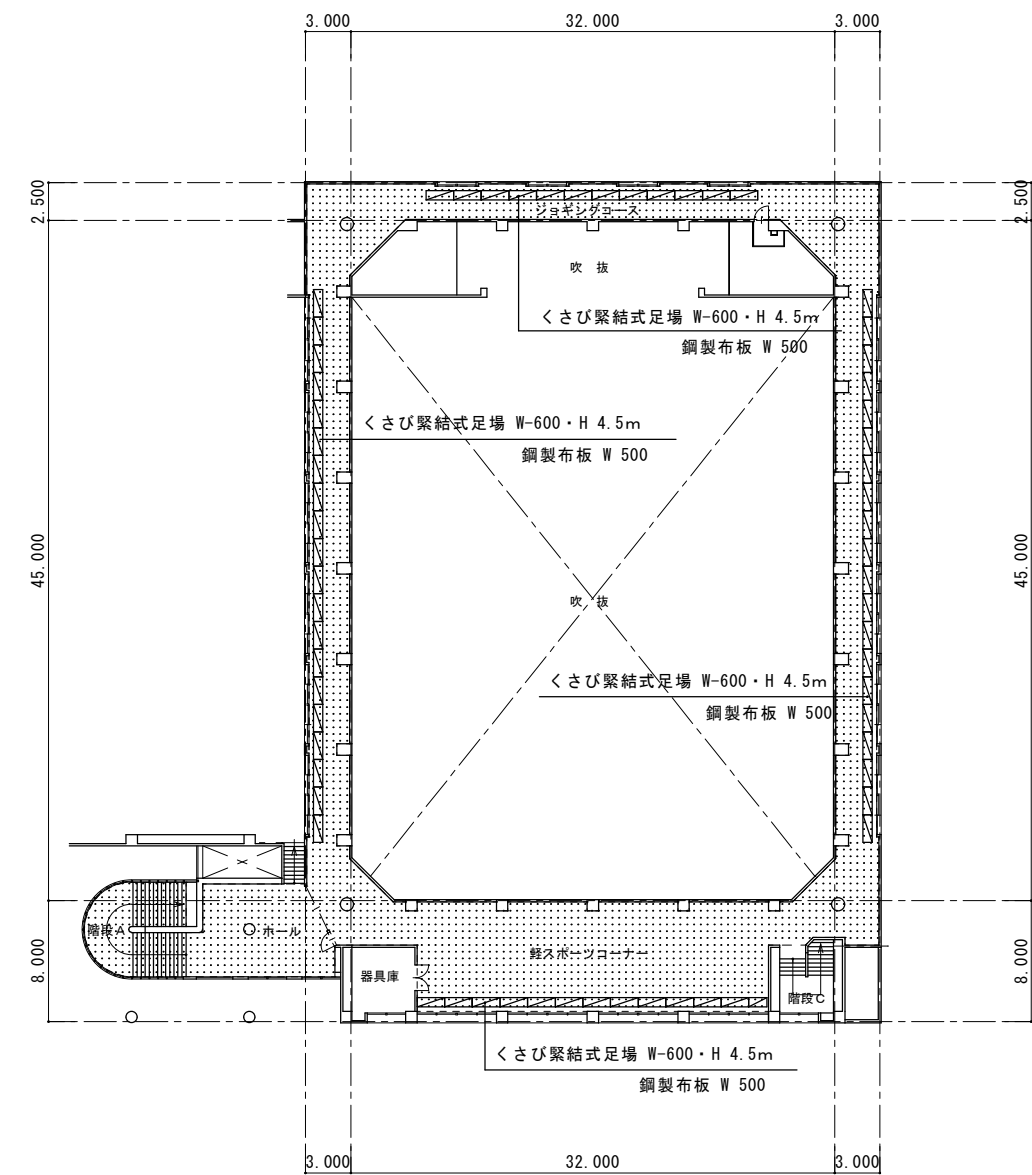 3.000
32.000
3.000
2.500
2.500
ジョギングコース
吹 抜
くさび緊結式足場 W-600・H 4.5m
鋼製布板 W 500
くさび緊結式足場 W-600・H 4.5m
鋼製布板 W 500
45.000
45.000
吹 抜
くさび緊結式足場 W-600・H 4.5m
鋼製布板 W 500
階段A
ホール
軽スポーツコーナー
器具庫
階段C
8.000
8.000
くさび緊結式足場 W-600・H 4.5m
鋼製布板 W 500
3.000
32.000
3.000